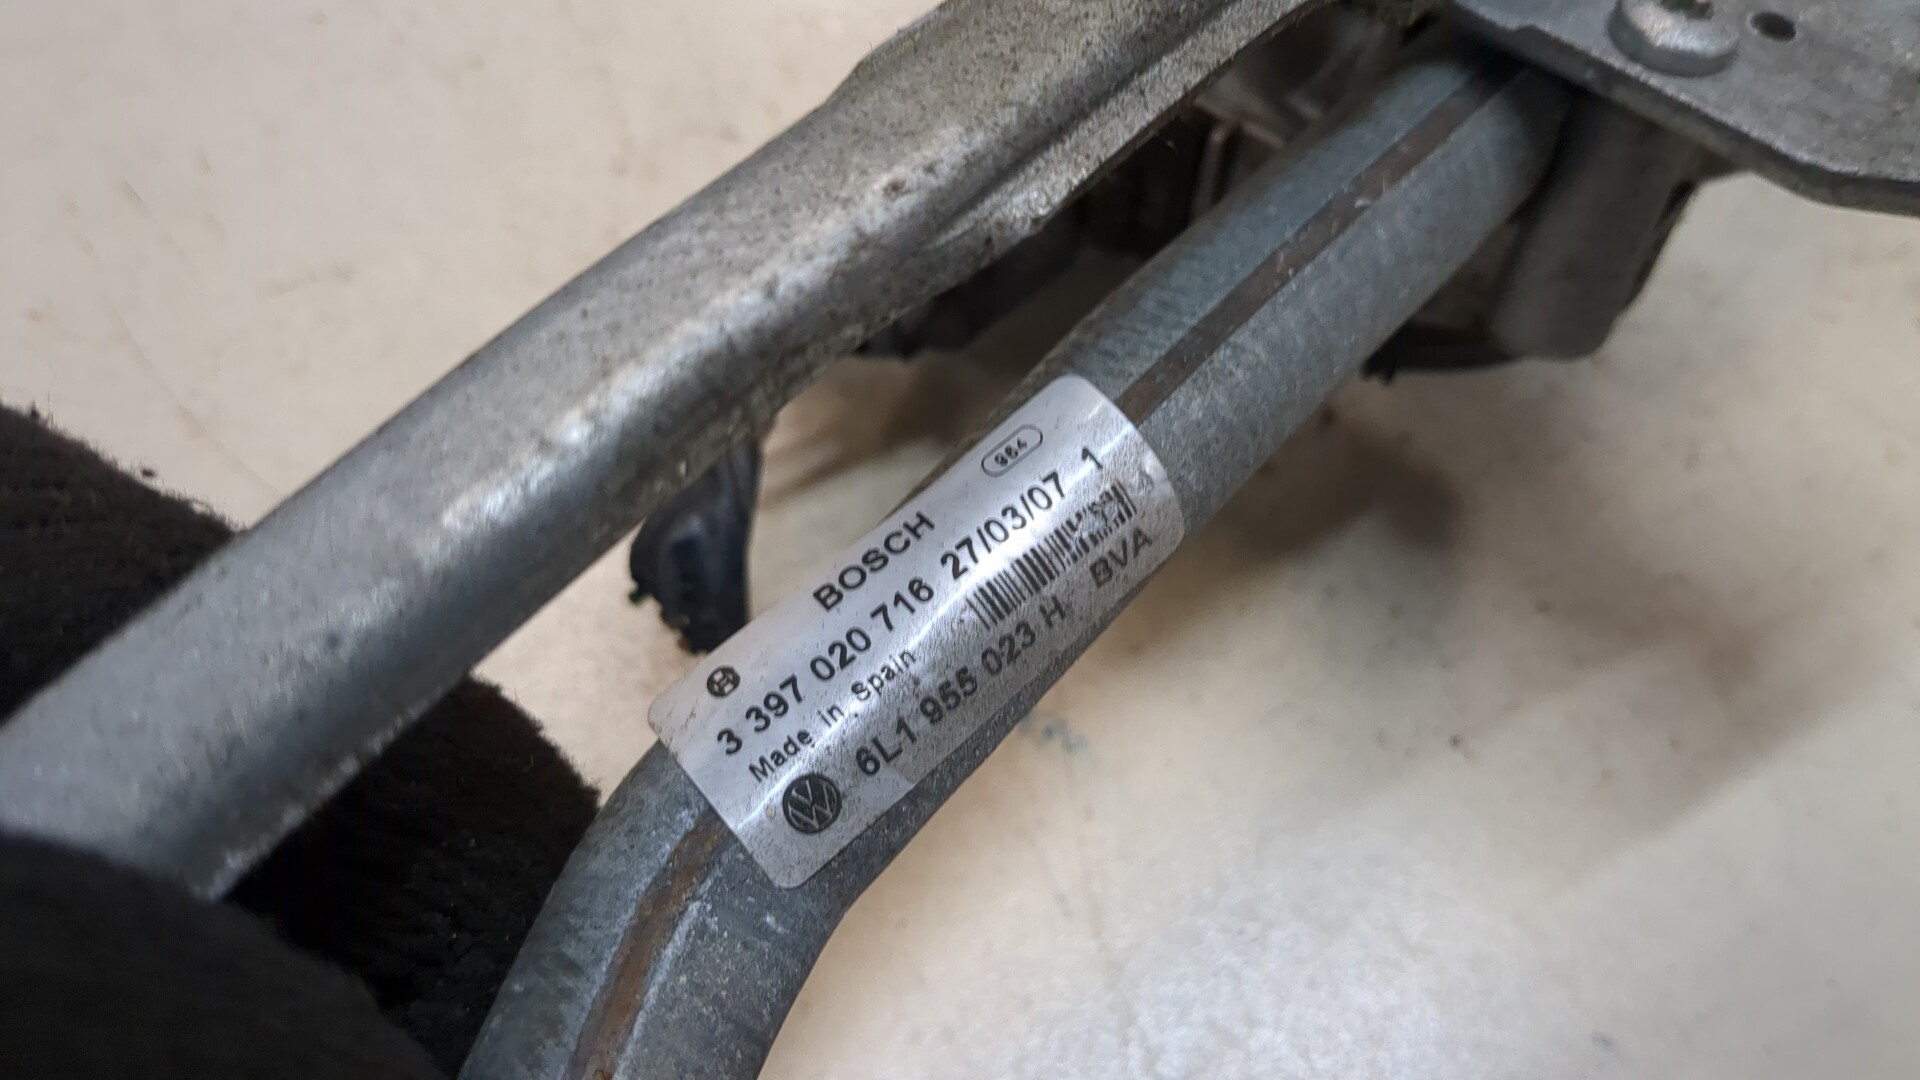 984
BOSCH
3 397 020 716 27/03/07 1
Made in Spain
6L1 955 023 H BVA